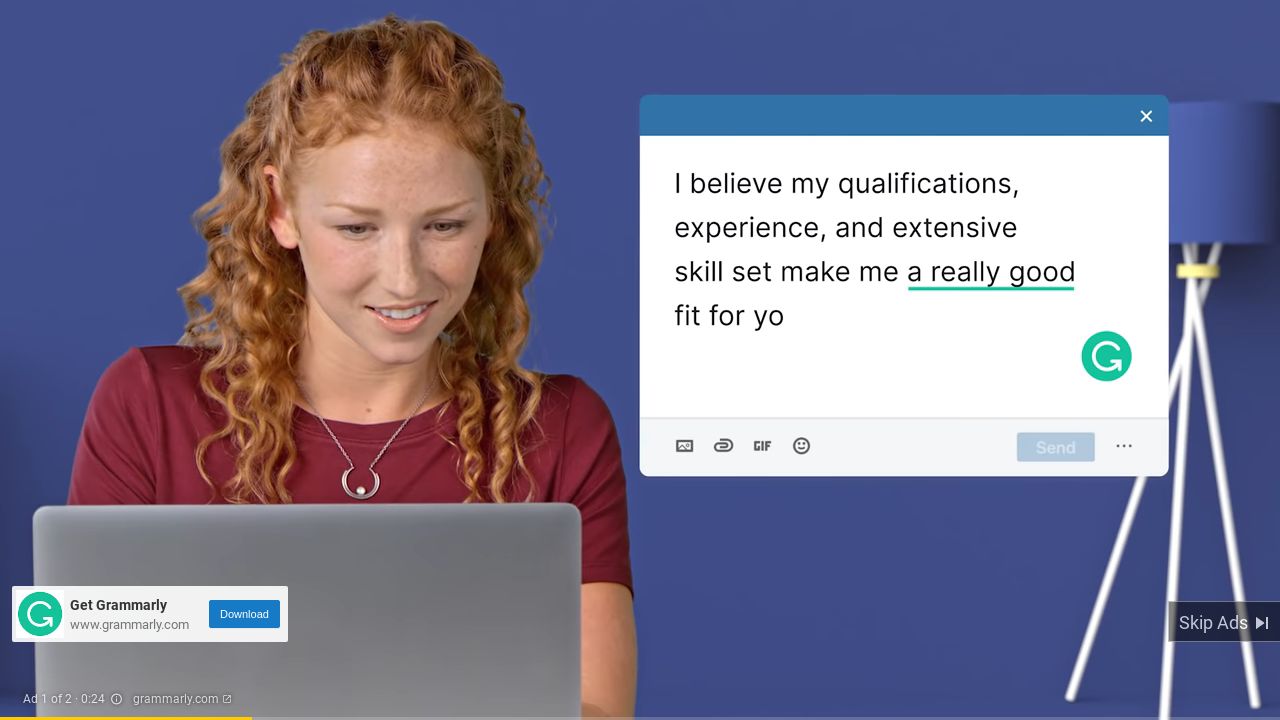 I believe my qualifications,
experience, and extensive
skill set make me a really good
fit for yo
GIF
Send
Get Grammarly
www.grammarly.com
Download
Skip Ads
Ad 1 of 2 · 0:24
grammarly.com